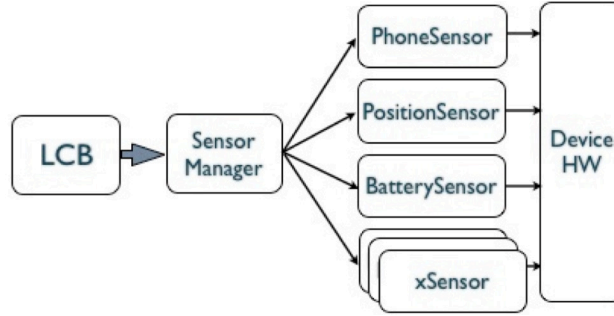 PhoneSensor
PositionSensor
LCB
Sensor
Manager
Device
HW
BatterySensor
xSensor